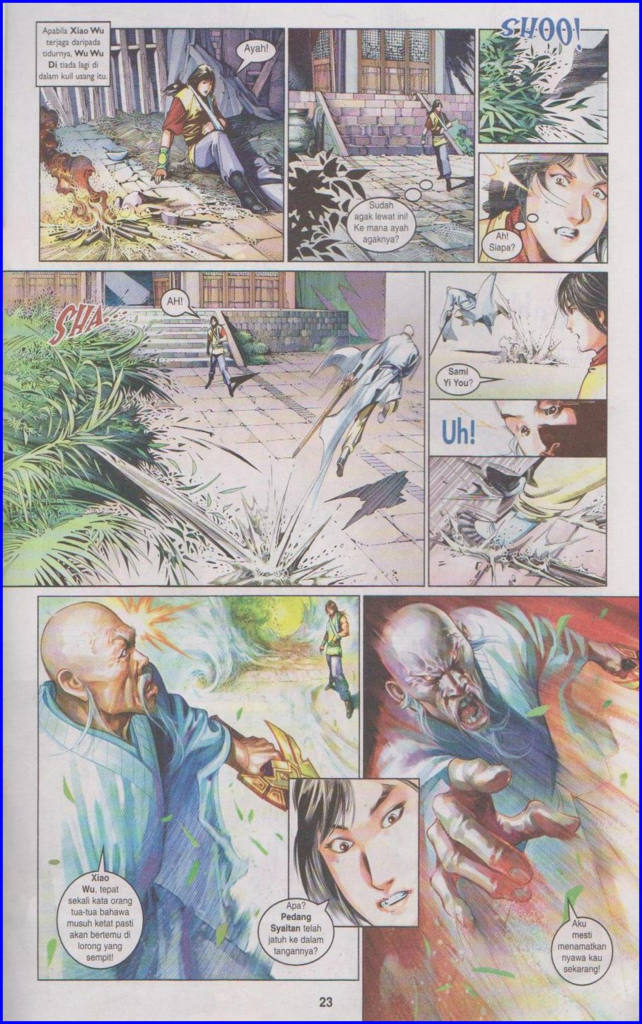 Apabila Xiao Wu
terjaga daripada
tidurnya, Wu Wu
Di tiada lagi di
dalam kuil usang itu.
Ayah!
Sudah
agak lewat ini!
Ke mana ayah
agaknya?
SHOO!
Ah!
Siapa?
SHA
AH!
Sami
Yi You?
Uh!
Xiao
Wu, tepat
sekali kata orang
tua-tua bahawa
musuh ketat pasti
akan bertemu di
lorong yang
sempit!
Apa?
Pedang
Syaitan telah
jatuh ke dalam
tangannya?
Aku
mesti
menamatkan
nyawa kau
sekarang!
23